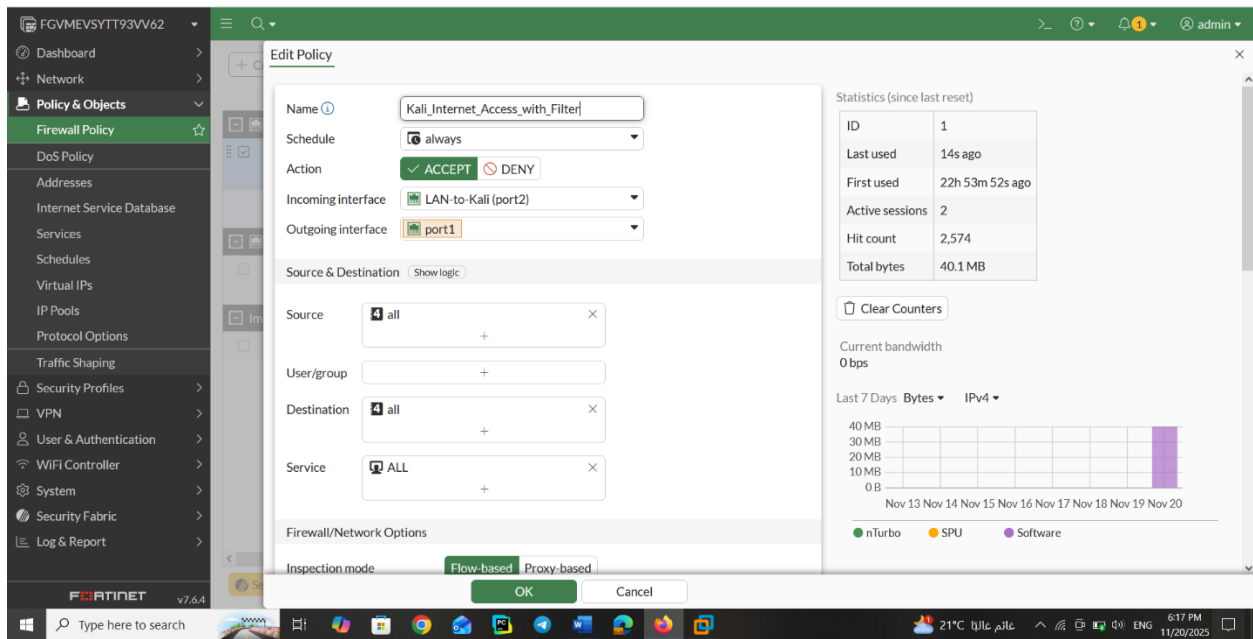 FGVMEVSYTT93VV62
admin
1
Dashboard
Network
Policy & Objects
Firewall Policy
DoS Policy
Addresses
Internet Service Database
Services
Schedules
Virtual IPs
IP Pools
Protocol Options
Traffic Shaping
Security Profiles
VPN
User & Authentication
WiFi Controller
System
Security Fabric
Log & Report
FORTINET v7.6.4
Edit Policy
Name
Kali_Internet_Access_with_Filter
Schedule
always
Action
ACCEPT DENY
Incoming interface
LAN-to-Kali (port2)
Outgoing interface
port1
Source & Destination Show logic
Source
all
User/group
Destination
all
Service
ALL
Firewall/Network Options
Inspection mode
Flow-based Proxy-based
OK Cancel
Statistics (since last reset)
ID 1
Last used 14s ago
First used 22h 53m 52s ago
Active sessions 2
Hit count 2,574
Total bytes 40.1 MB
Clear Counters
Current bandwidth
0 bps
Last 7 Days Bytes IPv4
40 MB
30 MB
20 MB
10 MB
0 B
Nov 13 Nov 14 Nov 15 Nov 16 Nov 17 Nov 18 Nov 19 Nov 20
nTurbo SPU Software
Type here to search
21°C غائم غالبا
ENG
6:17 PM
11/20/2025